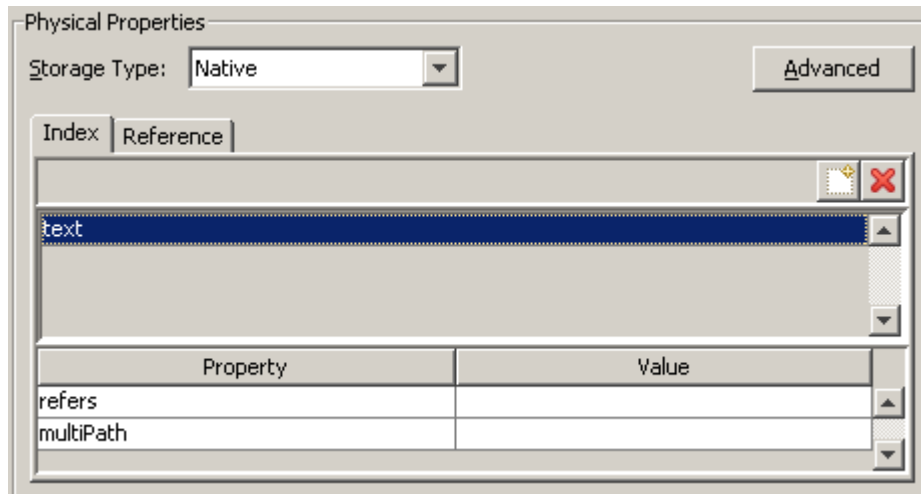 Physical Properties
Storage Type: Native Advanced
Index Reference
text
Property Value
refers
multiPath